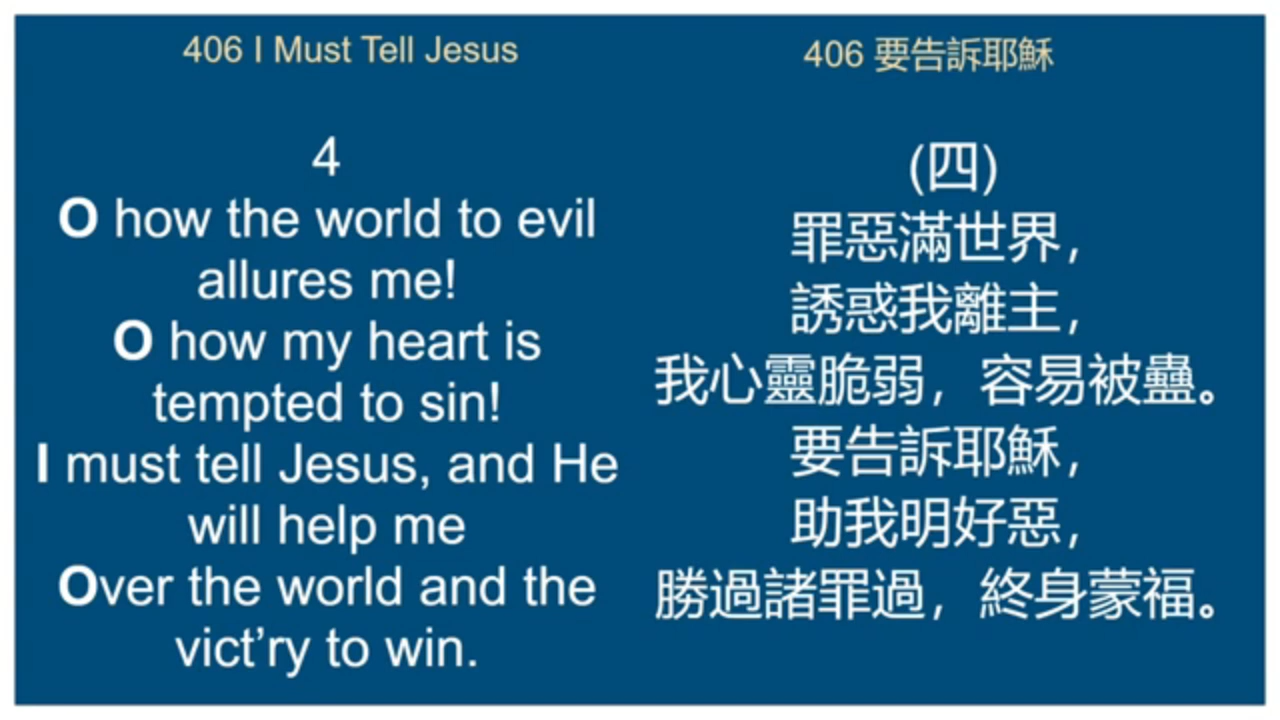 406 I Must Tell Jesus
4
O how the world to evil
allures me!
O how my heart is
tempted to sin!
I must tell Jesus, and He
will help me
Over the world and the
vict’ry to win.
406 要告訴耶穌
(四)
罪惡滿世界，
誘惑我離主，
我心靈脆弱，容易被蠱。
要告訴耶穌，
助我明好惡，
勝過諸罪過，終身蒙福。